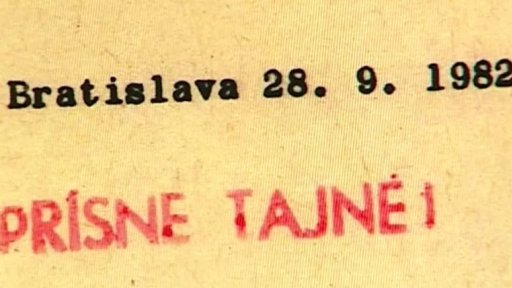 Bratislava 28. 9. 1982
PRÍSNE TAJNÉ!